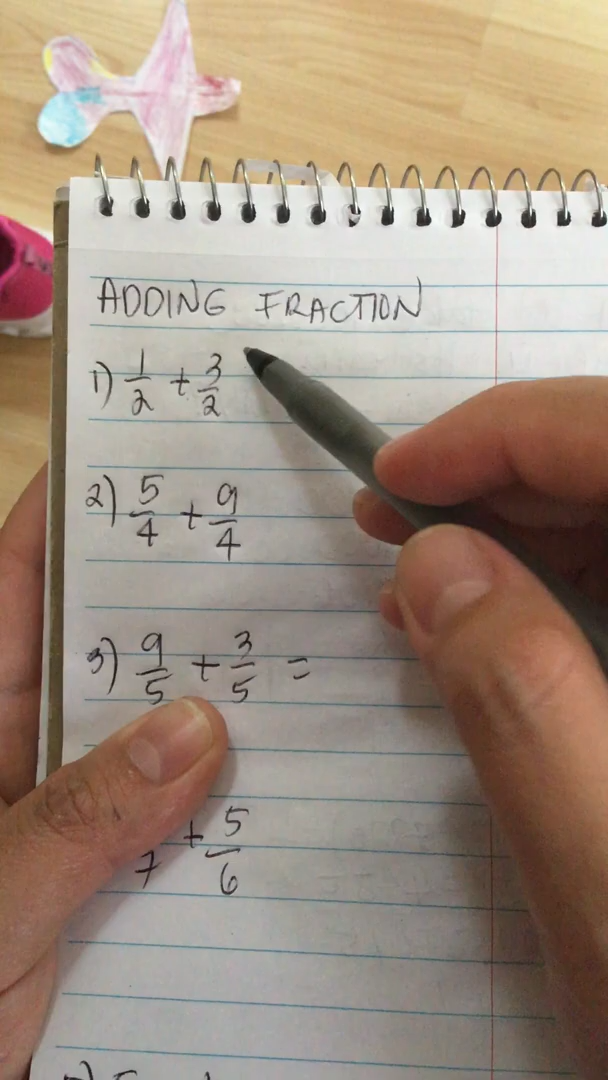 ADDING FRACTION
1) 1/2 + 3/2
2) 5/4 + 9/4
3) 9/5 + 3/5 =
7 + 5/6